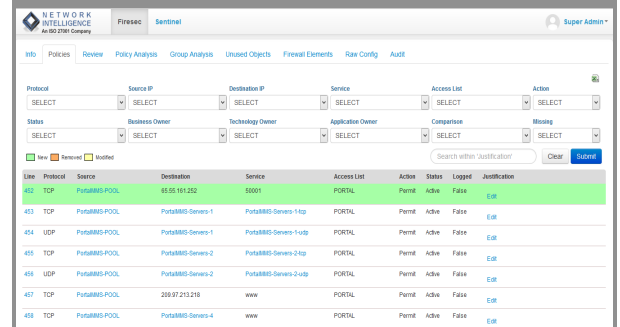 NETWORK
INTELLIGENCE
An ISO 27001 Company
Firesec Sentinel
Super Admin
Info Policies Review Policy Analysis Group Analysis Unused Objects Firewall Elements Raw Config Audit
Protocol Source IP Destination IP Service Access List Action
SELECT SELECT SELECT SELECT SELECT SELECT
Status Business Owner Technology Owner Application Owner Comparison Missing
SELECT SELECT SELECT SELECT SELECT SELECT
New Removed Modified Search within 'Justification' Clear Submit
Line Protocol Source Destination Service Access List Action Status Logged Justification
452 TCP PortalMMS-POOL 65.55.161.252 50001 PORTAL Permit Active False Edit
453 TCP PortalMMS-POOL PortalMMS-Servers-1 PortalMMS-Servers-1-tcp PORTAL Permit Active False Edit
454 UDP PortalMMS-POOL PortalMMS-Servers-1 PortalMMS-Servers-1-udp PORTAL Permit Active False Edit
455 TCP PortalMMS-POOL PortalMMS-Servers-2 PortalMMS-Servers-2-tcp PORTAL Permit Active False Edit
456 UDP PortalMMS-POOL PortalMMS-Servers-2 PortalMMS-Servers-2-udp PORTAL Permit Active False Edit
457 TCP PortalMMS-POOL 209.97.213.218 www PORTAL Permit Active False Edit
458 TCP PortalMMS-POOL PortalMMS-Servers-4 www PORTAL Permit Active False Edit